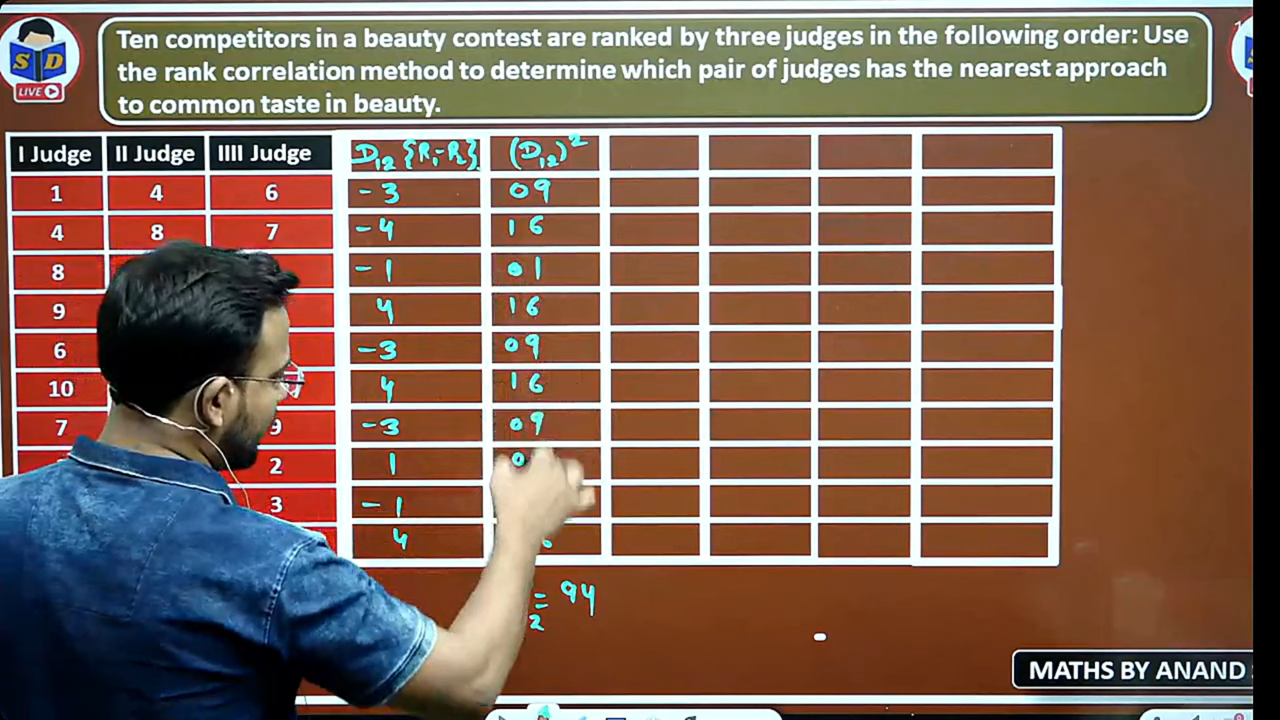 S D
LIVE
Ten competitors in a beauty contest are ranked by three judges in the following order: Use
the rank correlation method to determine which pair of judges has the nearest approach
to common taste in beauty.
I Judge II Judge IIII Judge D₁₂ {R₁-R₂} (D₁₂)²
1 4 6 -3 09
4 8 7 -4 16
8 -1 01
9 4 16
6 -3 09
10 4 16
7 9 -3 09
2 1 0
3 -1
4
= 94
2
MATHS BY ANAND